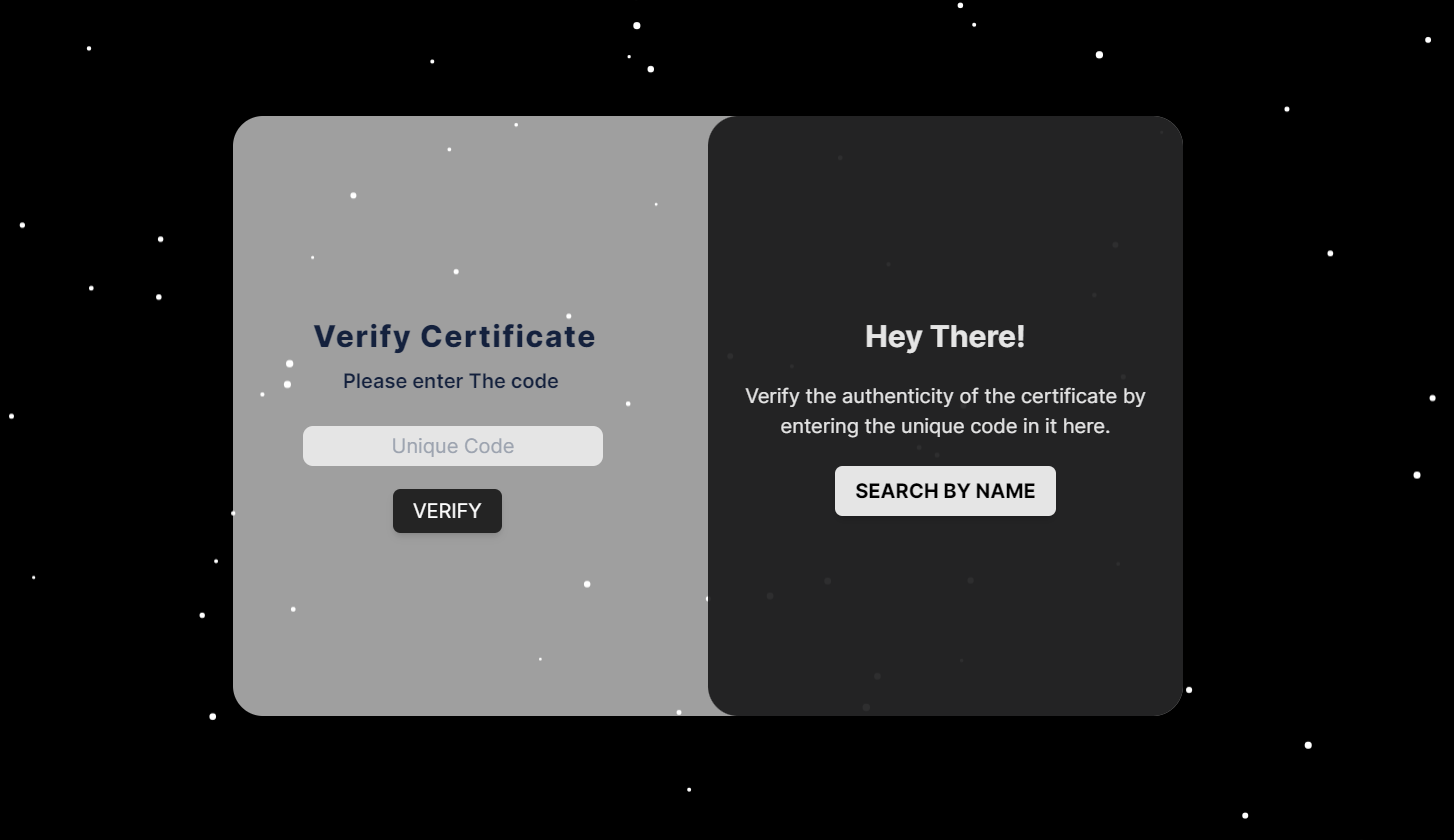 Verify Certificate
Please enter The code
Unique Code
VERIFY
Hey There!
Verify the authenticity of the certificate by
entering the unique code in it here.
SEARCH BY NAME